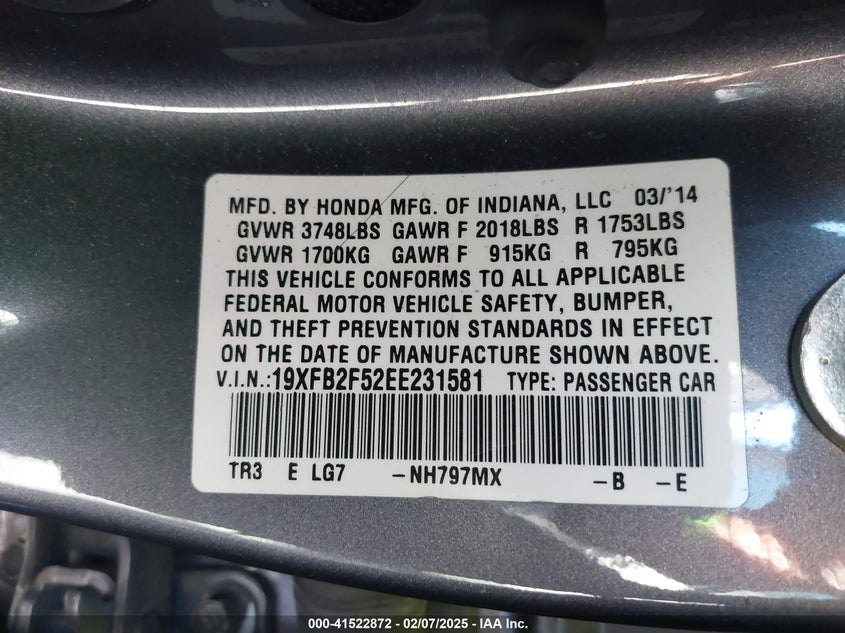 MFD. BY HONDA MFG. OF INDIANA, LLC 03/'14
GVWR 3748LBS GAWR F 2018LBS R 1753LBS
GVWR 1700KG GAWR F 915KG R 795KG
THIS VEHICLE CONFORMS TO ALL APPLICABLE
FEDERAL MOTOR VEHICLE SAFETY, BUMPER,
AND THEFT PREVENTION STANDARDS IN EFFECT
ON THE DATE OF MANUFACTURE SHOWN ABOVE.
V.I.N.:19XFB2F52EE231581 TYPE: PASSENGER CAR
TR3 E LG7 -NH797MX -B -E
000-41522872 - 02/07/2025 - IAA Inc.